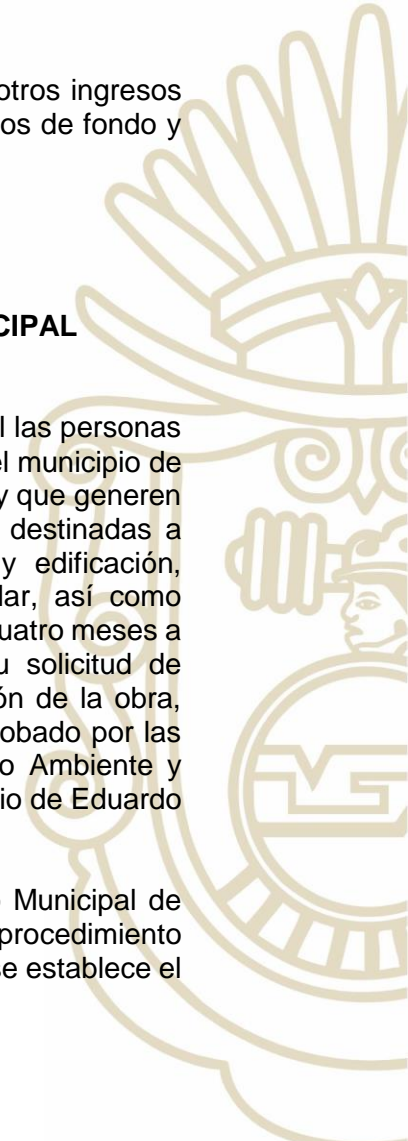 otros ingresos
os de fondo y
CIPAL
l las personas
el municipio de
y que generen
destinadas a
y edificación,
lar, así como
uatro meses a
u solicitud de
ón de la obra,
obado por las
o Ambiente y
io de Eduardo
Municipal de
procedimiento
se establece el